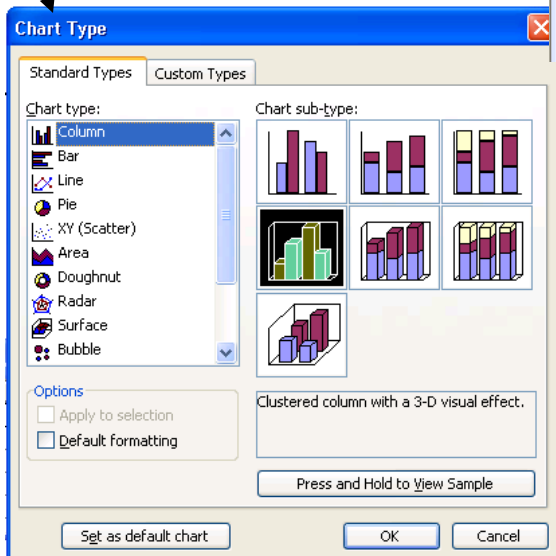 Chart Type
Standard Types
Custom Types
Chart type:
Column
Bar
Line
Pie
XY (Scatter)
Area
Doughnut
Radar
Surface
Bubble
Chart sub-type:
Options
Apply to selection
Default formatting
Clustered column with a 3-D visual effect.
Press and Hold to View Sample
Set as default chart
OK
Cancel